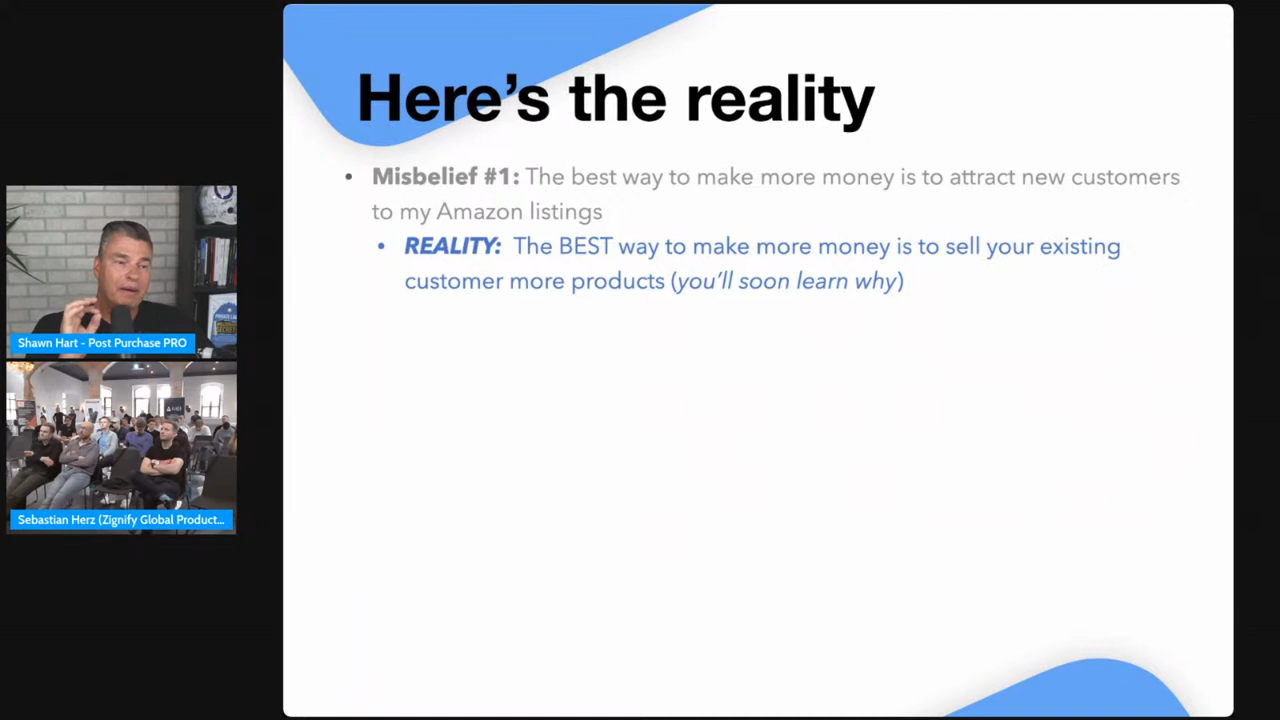 Here’s the reality
• Misbelief #1: The best way to make more money is to attract new customers
to my Amazon listings
• REALITY: The BEST way to make more money is to sell your existing
customer more products (you’ll soon learn why)
Shawn Hart - Post Purchase PRO
Sebastian Herz (Zignify Global Product...